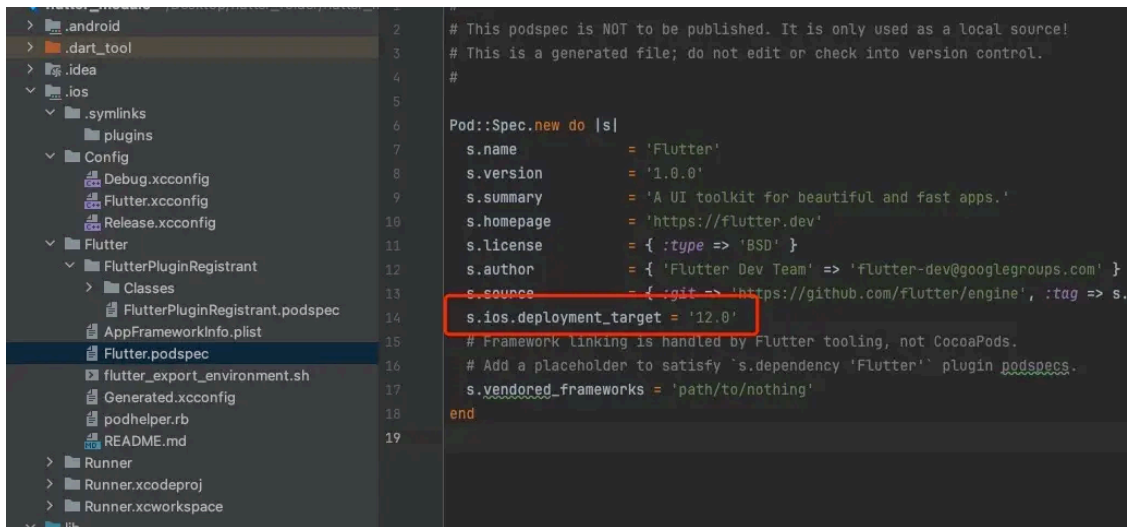 .android
.dart_tool
.idea
.ios
.symlinks
plugins
Config
Debug.xcconfig
Flutter.xcconfig
Release.xcconfig
Flutter
FlutterPluginRegistrant
Classes
FlutterPluginRegistrant.podspec
AppFrameworkInfo.plist
Flutter.podspec
flutter_export_environment.sh
Generated.xcconfig
podhelper.rb
README.md
Runner
Runner.xcodeproj
Runner.xcworkspace
lib
2 # This podspec is NOT to be published. It is only used as a local source!
3 # This is a generated file; do not edit or check into version control.
4 #
5
6 Pod::Spec.new do |s|
7 s.name = 'Flutter'
8 s.version = '1.0.0'
9 s.summary = 'A UI toolkit for beautiful and fast apps.'
10 s.homepage = 'https://flutter.dev'
11 s.license = { :type => 'BSD' }
12 s.author = { 'Flutter Dev Team' => 'flutter-dev@googlegroups.com' }
13 s.source = { :git => 'https://github.com/flutter/engine', :tag => s.
14 s.ios.deployment_target = '12.0'
15 # Framework linking is handled by Flutter tooling, not CocoaPods.
16 # Add a placeholder to satisfy `s.dependency 'Flutter'` plugin podspecs.
17 s.vendored_frameworks = 'path/to/nothing'
18 end
19